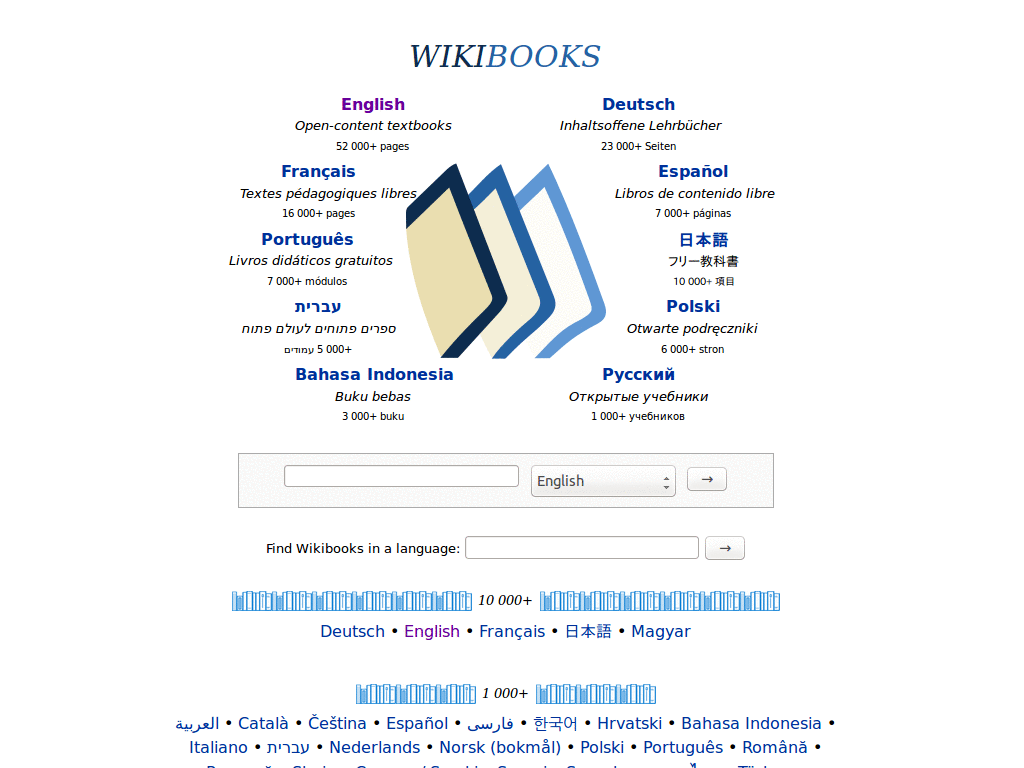 WIKIBOOKS
English
Open-content textbooks
52 000+ pages
Deutsch
Inhaltsoffene Lehrbücher
23 000+ Seiten
Français
Textes pédagogiques libres
16 000+ pages
Español
Libros de contenido libre
7 000+ páginas
Português
Livros didáticos gratuitos
7 000+ módulos
日本語
フリー教科書
10 000+ 項目
עברית
ספרים פתוחים לעולם פתוח
5 000+ עמודים
Polski
Otwarte podręczniki
6 000+ stron
Bahasa Indonesia
Buku bebas
3 000+ buku
Русский
Открытые учебники
1 000+ учебников
English →
Find Wikibooks in a language: →
10 000+
Deutsch • English • Français • 日本語 • Magyar
1 000+
العربية • Català • Čeština • Español • فارسی • 한국어 • Hrvatski • Bahasa Indonesia •
Italiano • עברית • Nederlands • Norsk (bokmål) • Polski • Português • Română •